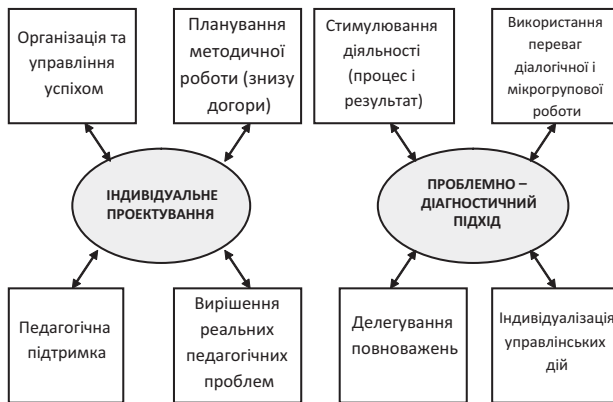 Організація та
управління
успіхом
Планування
методичної
роботи (знизу
догори)
Стимулювання
діяльності
(процес і
результат)
Використання
переваг
діалогічної і
мікрогрупової
роботи
ІНДИВІДУАЛЬНЕ
ПРОЕКТУВАННЯ
ПРОБЛЕМНО –
ДІАГНОСТИЧНИЙ
ПІДХІД
Педагогічна
підтримка
Вирішення
реальних
педагогічних
проблем
Делегування
повноважень
Індивідуалізація
управлінських
дій